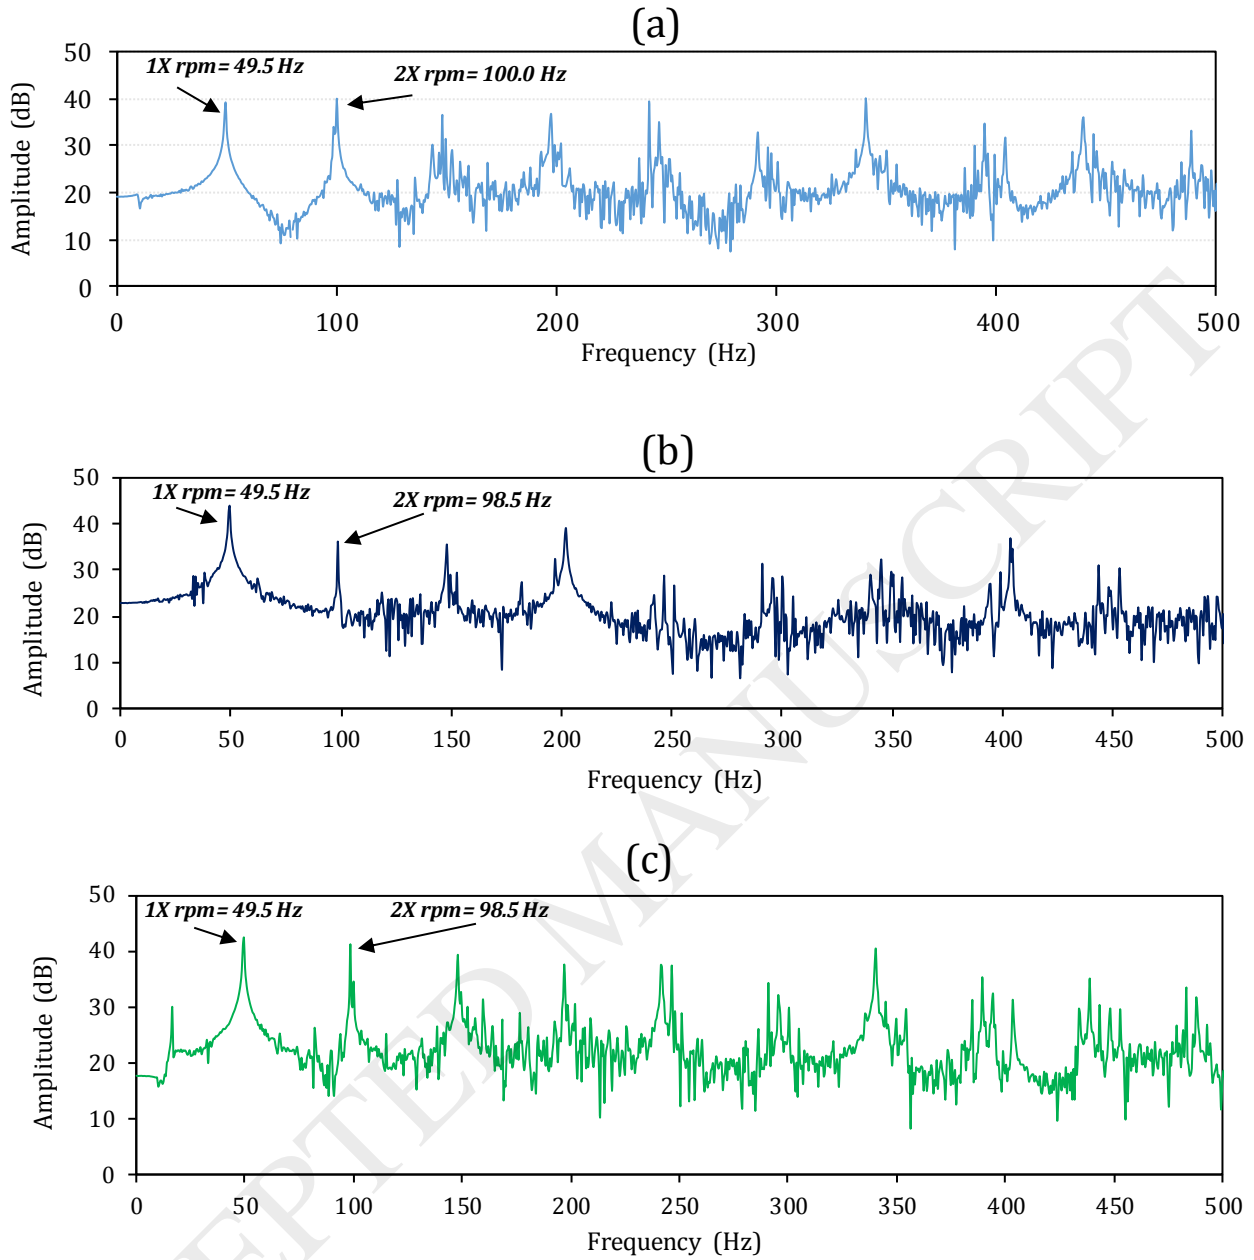 (a)
50
40
30
20
10
0
Amplitude (dB)
1X rpm= 49.5 Hz
2X rpm= 100.0 Hz
0 100 200 300 400 500
Frequency (Hz)
(b)
50
40
30
20
10
0
Amplitude (dB)
1X rpm= 49.5 Hz
2X rpm= 98.5 Hz
0 50 100 150 200 250 300 350 400 450 500
Frequency (Hz)
(c)
50
40
30
20
10
0
Amplitude (dB)
1X rpm= 49.5 Hz
2X rpm= 98.5 Hz
0 50 100 150 200 250 300 350 400 450 500
Frequency (Hz)
EPTED MANUSCRIPT